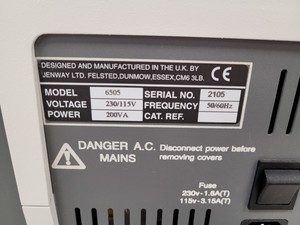 DESIGNED AND MANUFACTURED IN THE U.K. BY
JENWAY LTD. FELSTED, DUNMOW, ESSEX, CM6 3LB. CE
MODEL 6505 SERIAL NO. 2105
VOLTAGE 230/115V FREQUENCY 50/60Hz
POWER 200VA CAT. REF.
DANGER A.C. Disconnect power before
MAINS removing covers
Fuse
230v-1.6A(T)
115v-3.15A(T)